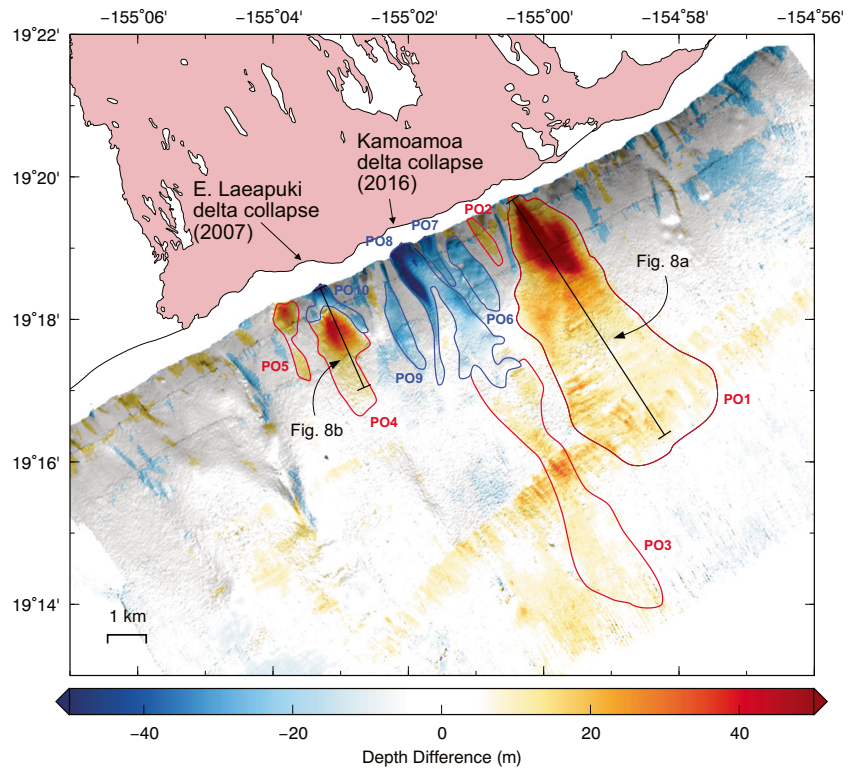 −155°06' −155°04' −155°02' −155°00' −154°58' −154°56'
19°22'
19°20'
19°18'
19°16'
19°14'
Kamoamoa
delta collapse
(2016)
E. Laeapuki
delta collapse
(2007)
PO2
PO7
PO8
Fig. 8a
PO10
PO6
PO5
PO9
PO1
PO4
Fig. 8b
PO3
1 km
−40 −20 0 20 40
Depth Difference (m)